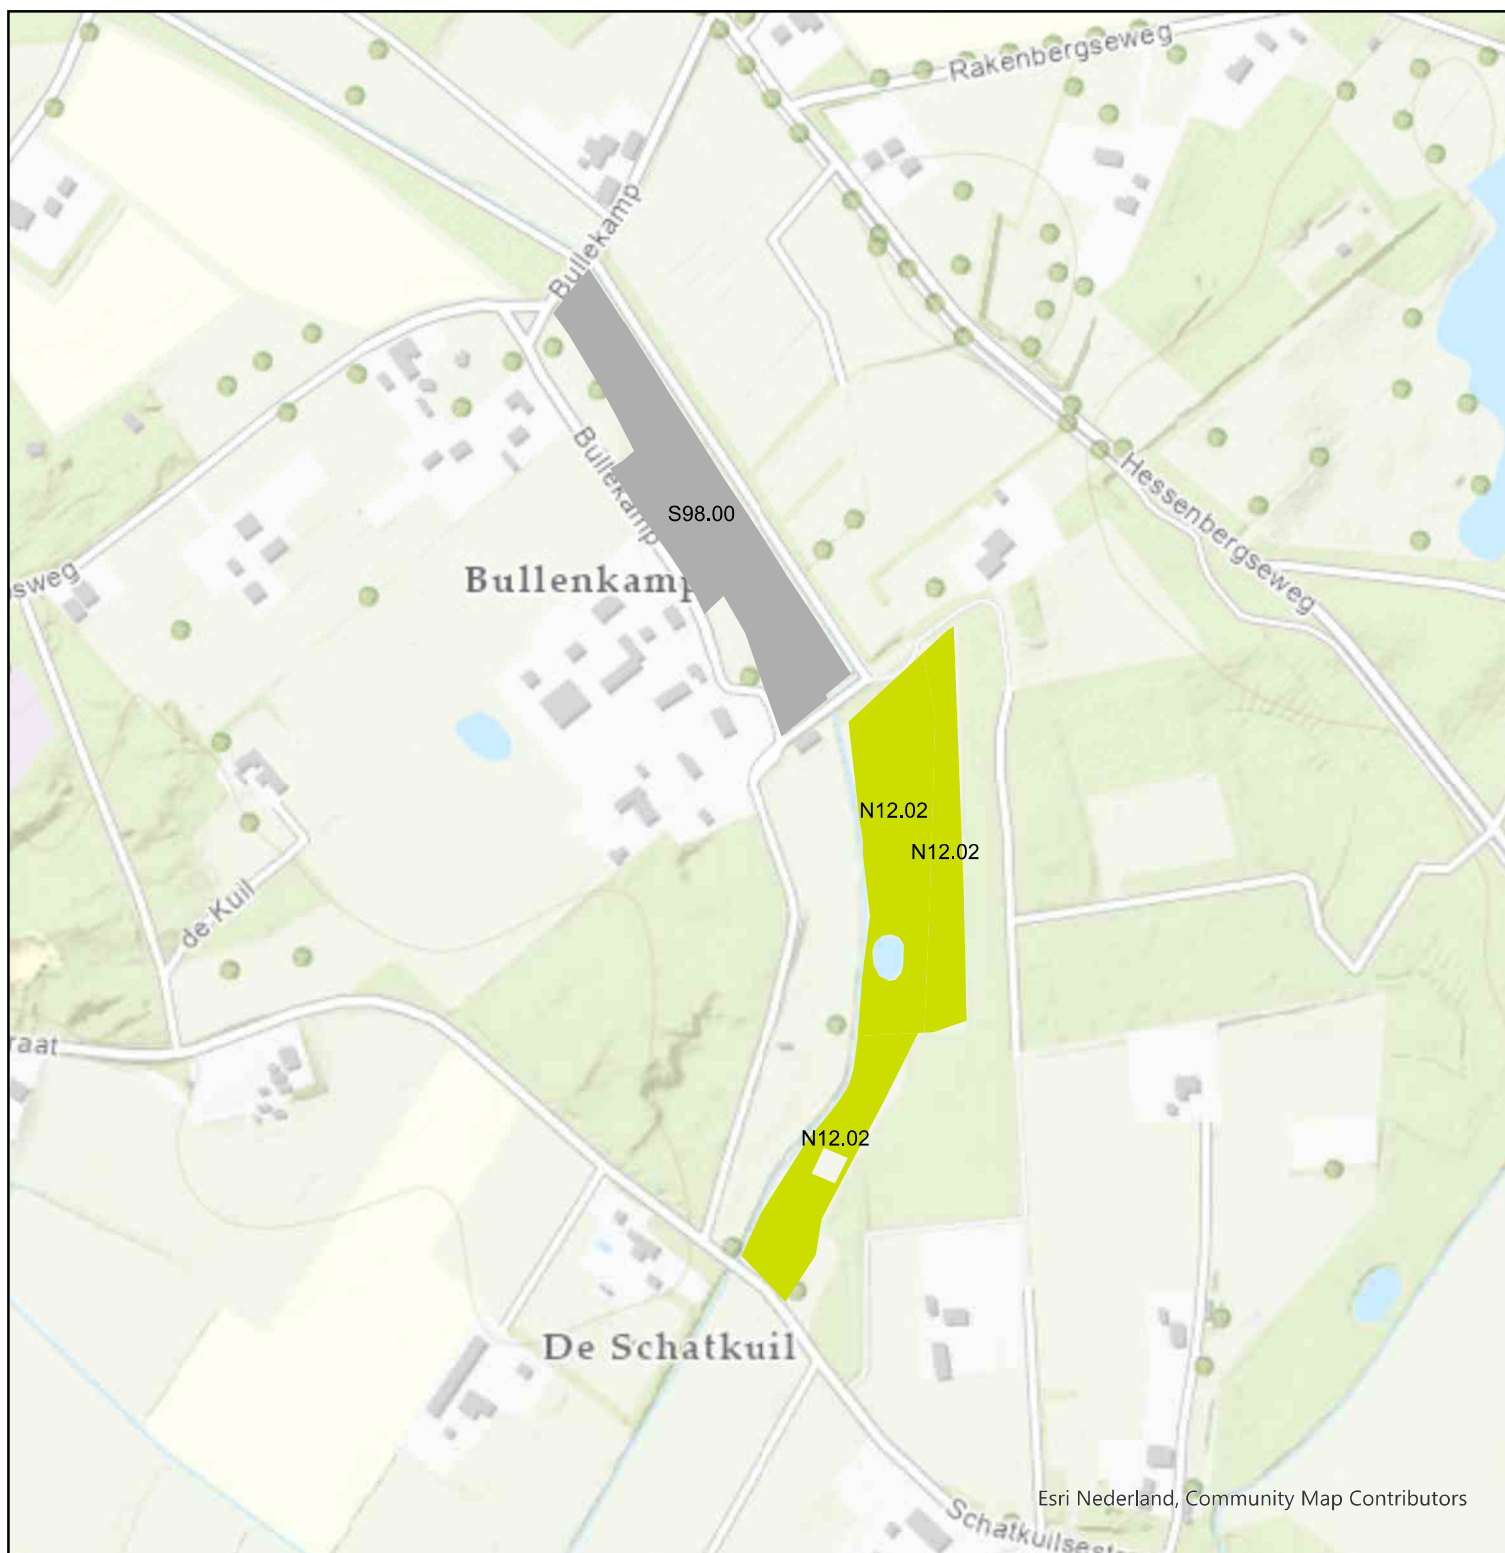 Rakenbergseweg
Bullekamp
Bullekamp
Hessenbergseweg
S98.00
Bullenkamp
sweg
N12.02
N12.02
de Kuil
raat
N12.02
De Schatkuil
Esri Nederland, Community Map Contributors